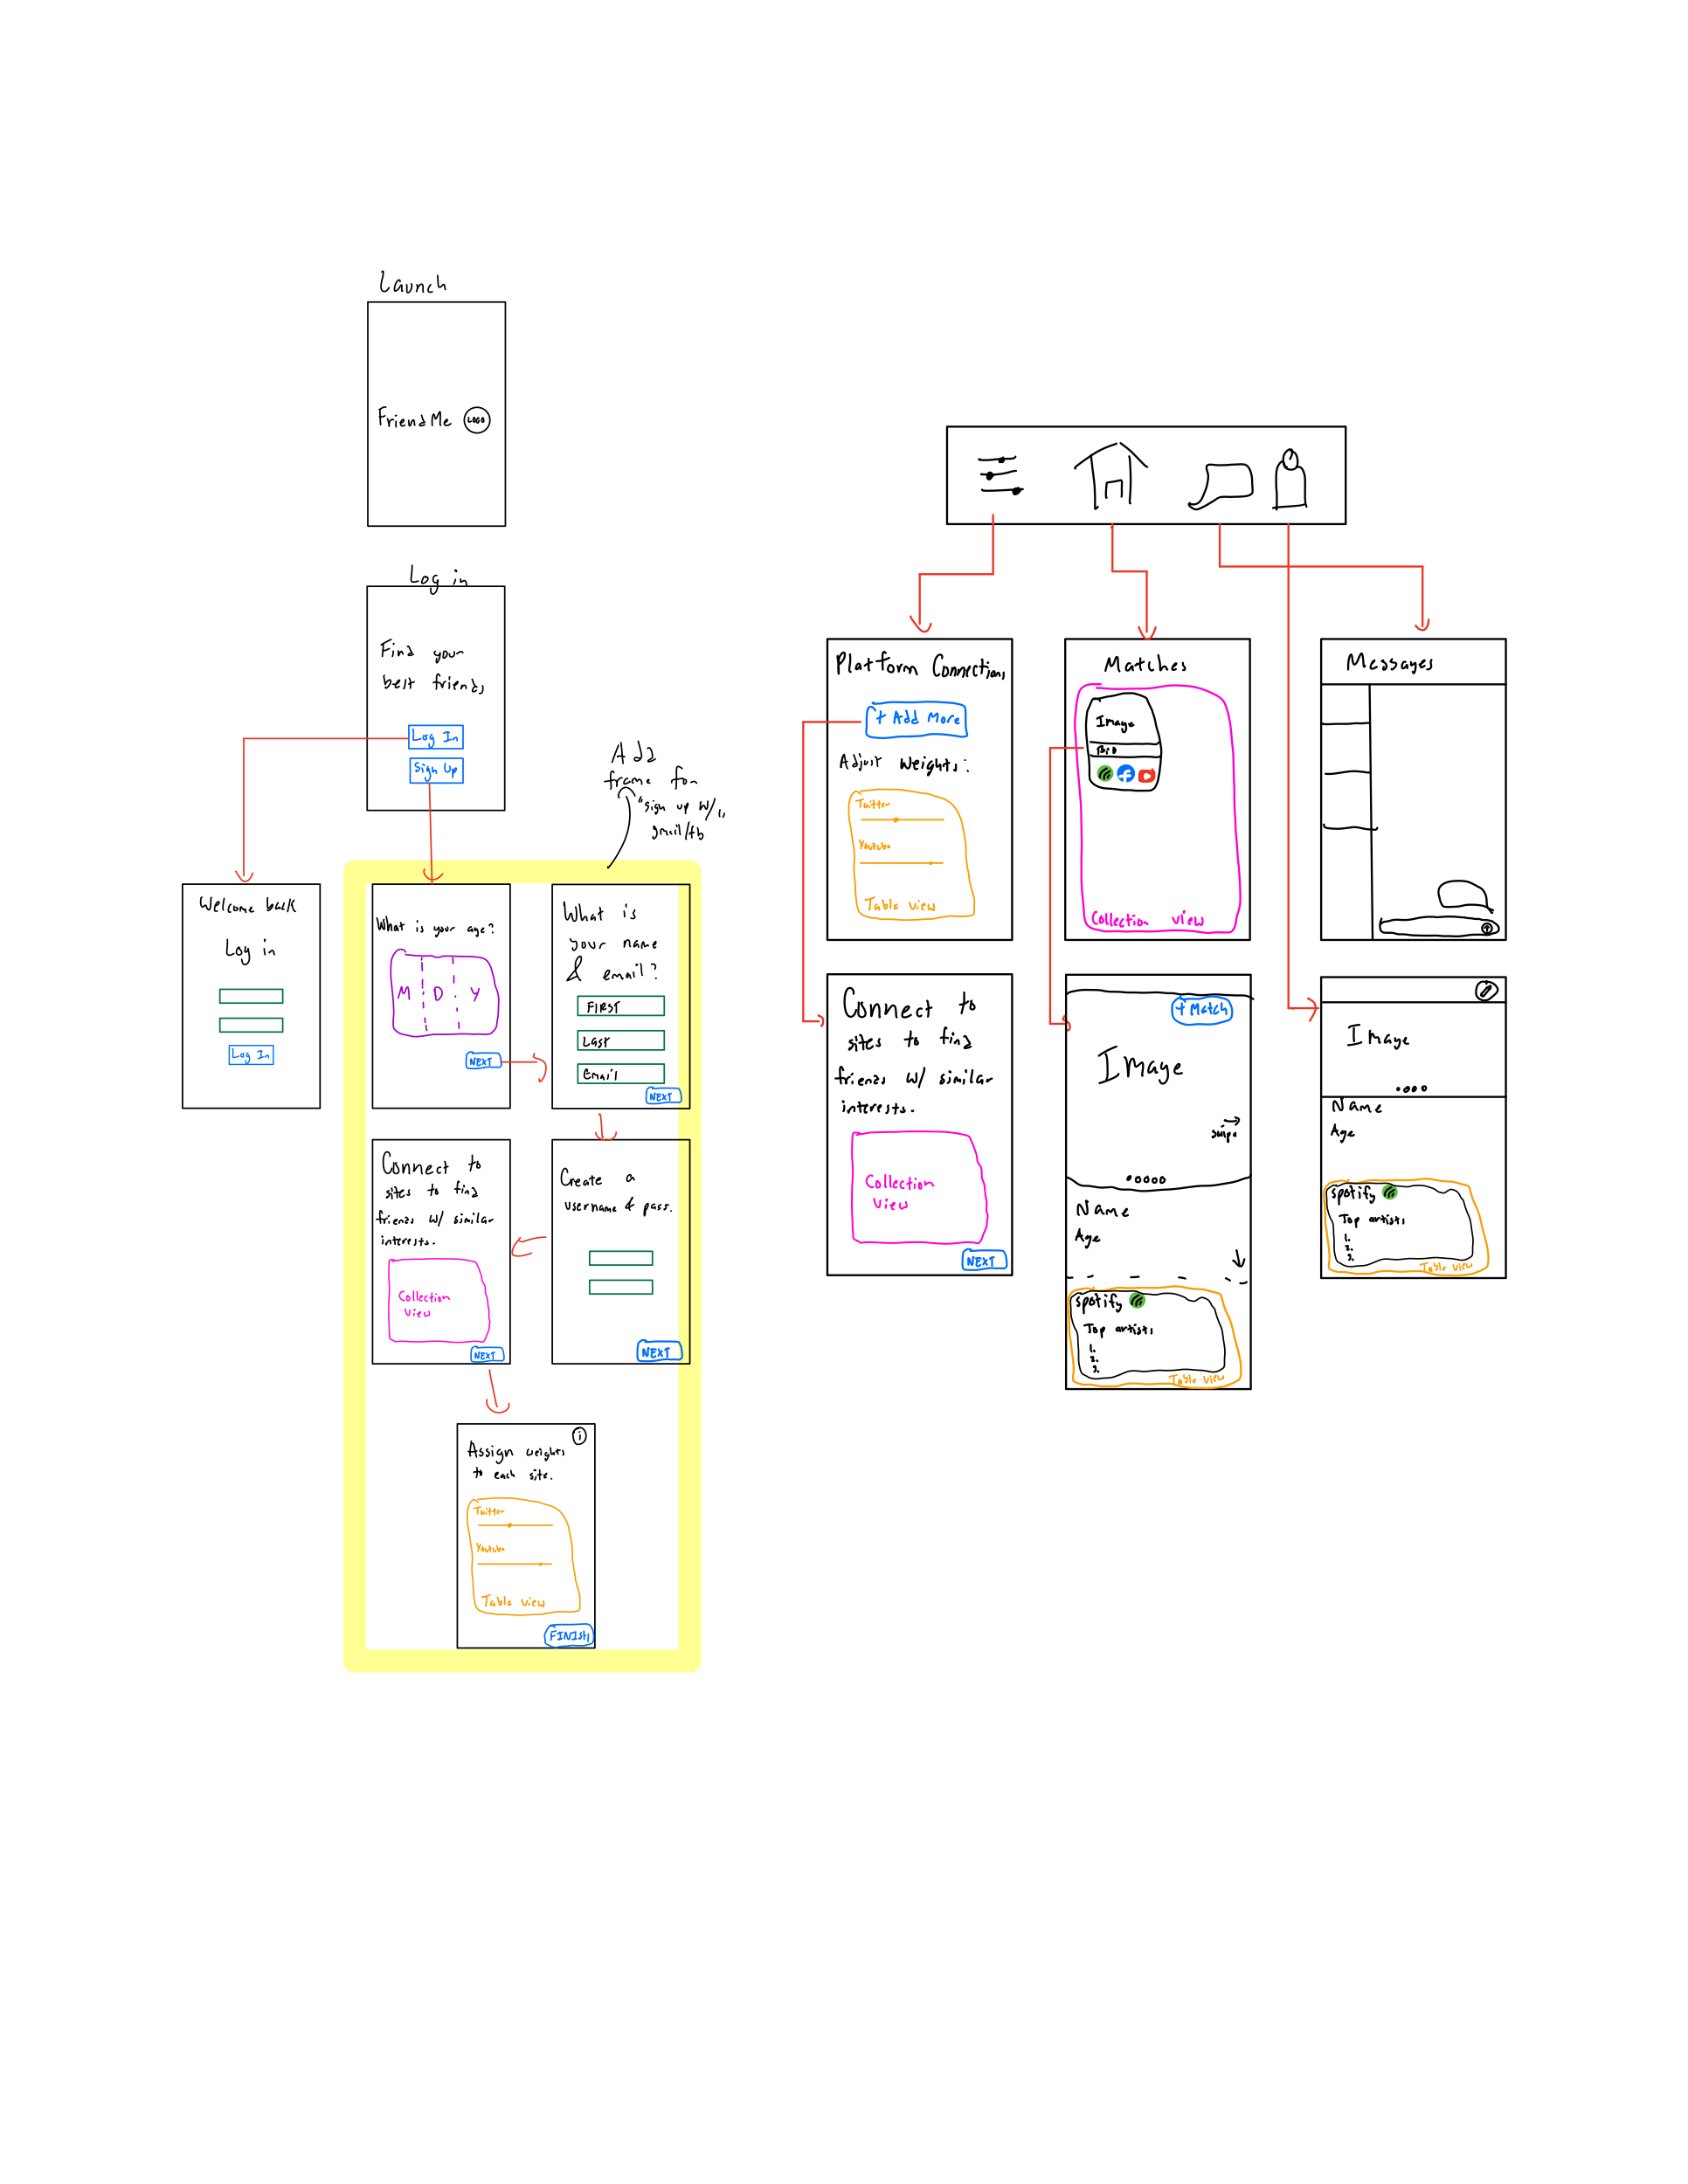 Launch
FriendMe LOGO
Log in
Find your
best friends
Log In
Sign Up
Welcome back
Log in
Log In
Add
frame for
"sign up w/"
gmail/fb
What is your age?
M D Y
NEXT
What is
your name
& email?
FIRST
Last
Email
NEXT
Connect to
sites to find
friends w/ similar
interests.
Collection
View
NEXT
Create a
username & pass.
NEXT
Assign weights
to each site.
i
Twitter
Youtube
Table view
FINISH
Platform Connections
+ Add More
Adjust Weights:
Twitter
Youtube
Table view
Matches
Image
Bio
Collection view
Messages
Connect to
sites to find
friends w/ similar
interests.
Collection
View
NEXT
+ Match
Image
swipe
Name
Age
Spotify
Top artists
1.
2.
3.
Table view
Image
Name
Age
Spotify
Top artists
1.
2.
3.
Table view